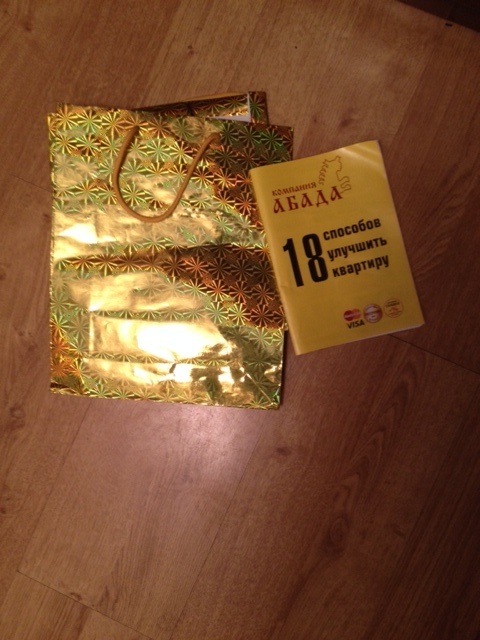 компания
АБАДА
18 способов
улучшить
квартиру
VISA